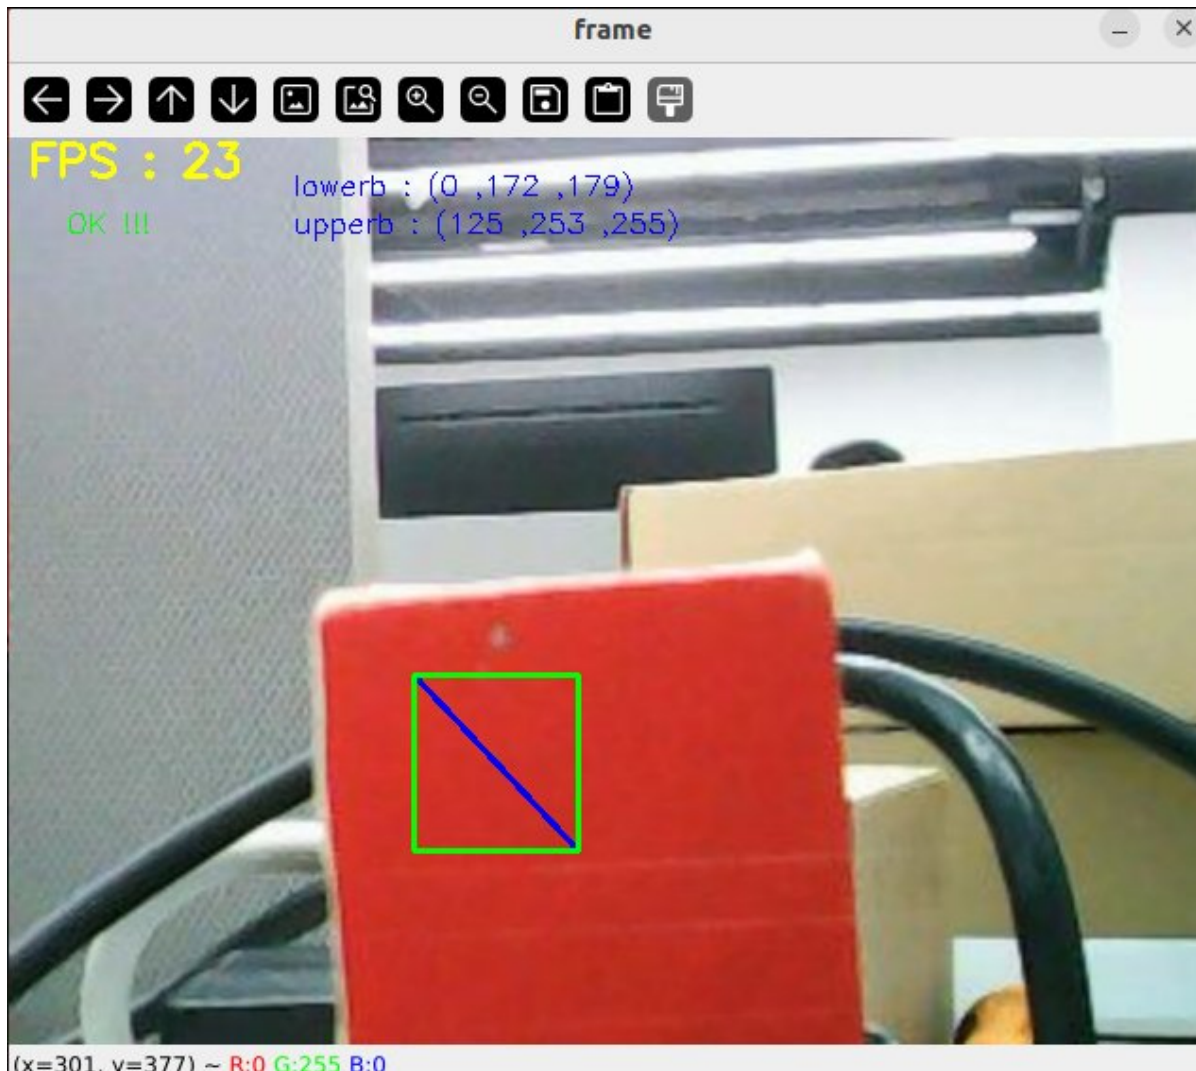 frame
FPS : 23
lowerb : (0 ,172 ,179)
OK !!!
upperb : (125 ,253 ,255)
(x=301, y=377) ~ R:0 G:255 B:0